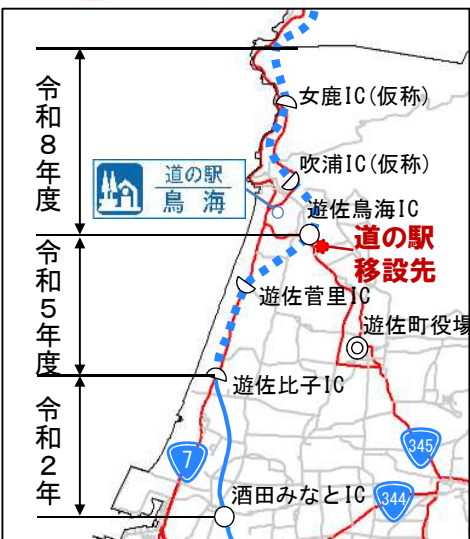 令和8年度
女鹿IC(仮称)
吹浦IC(仮称)
道の駅
鳥海
遊佐鳥海IC
道の駅
移設先
令和5年度
遊佐菅里IC
遊佐町役場
遊佐比子IC
令和2年
345
7
酒田みなとIC
344